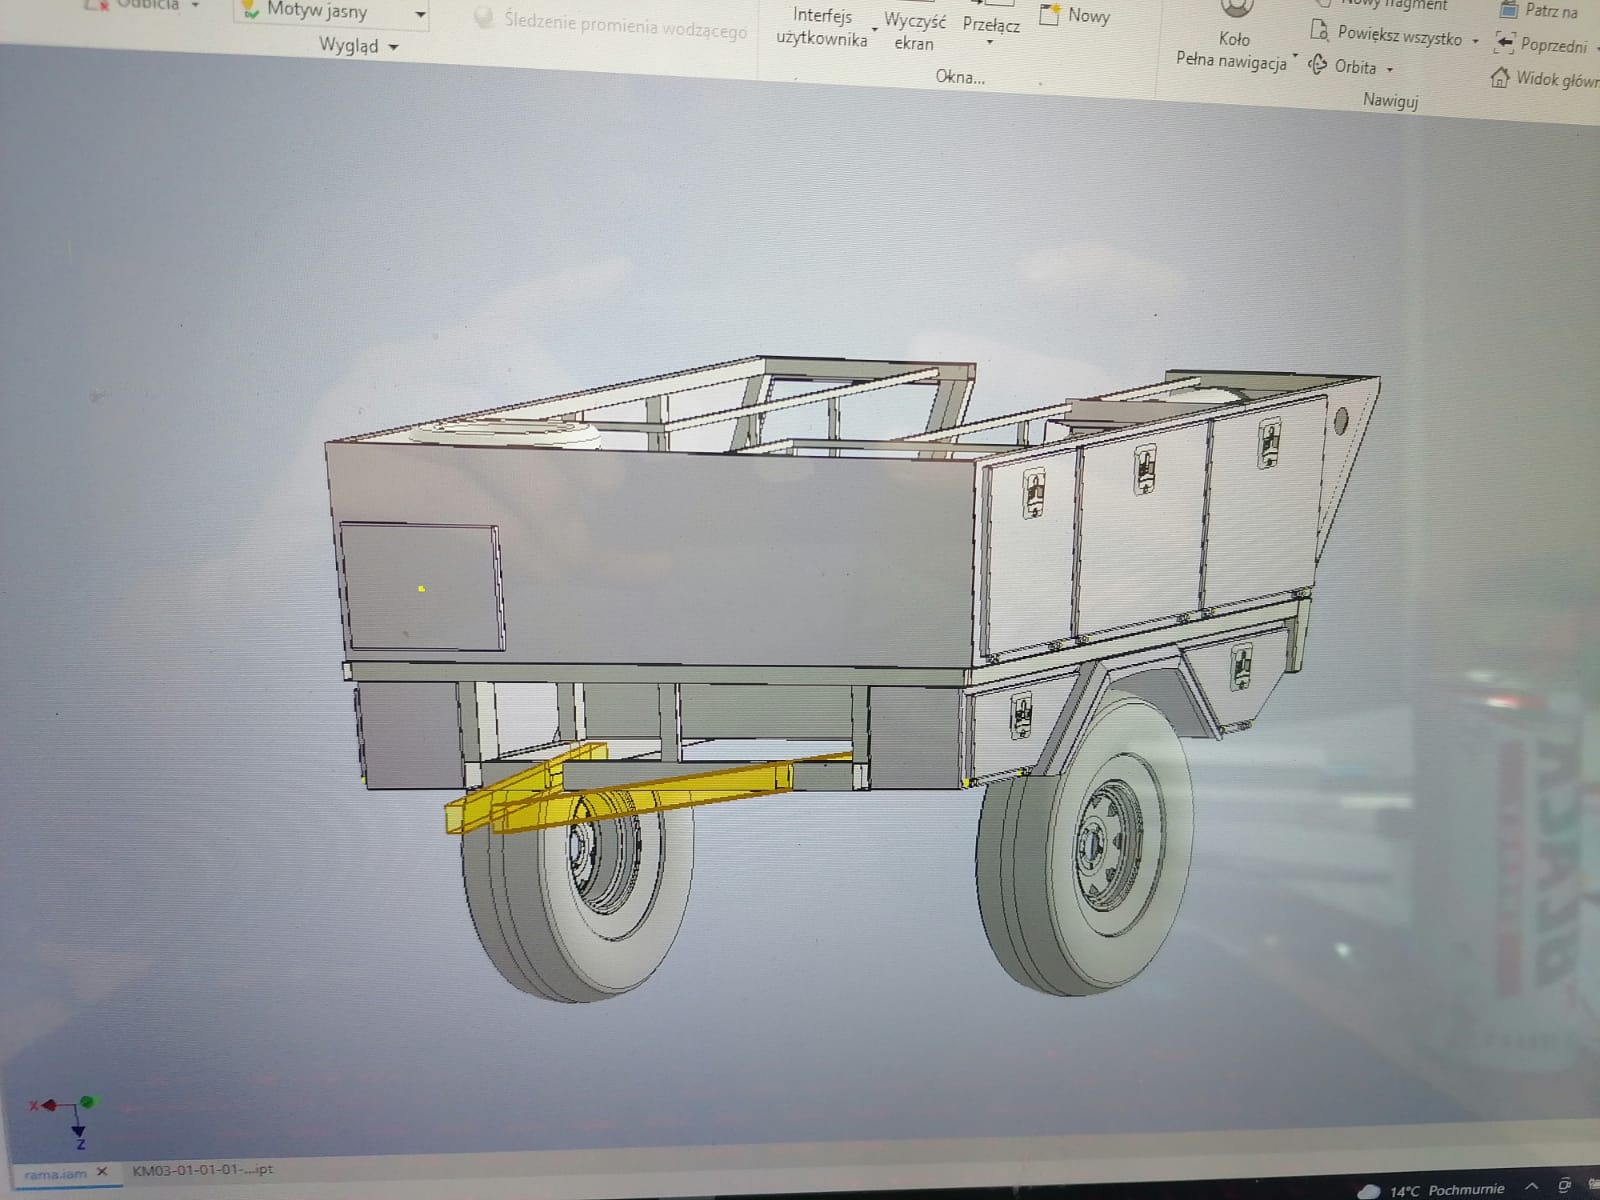 Odbicia
Motyw jasny
Wygląd
Śledzenie promienia wodzącego
Interfejs
użytkownika
Wyczyść
ekran
Przełącz
Nowy
Okna...
Koło
Pełna nawigacja
Nowy fragment
Powiększ wszystko
Orbita
Patrz na
Poprzedni
Widok główn
Nawiguj
X
Z
rama.iam
KM03-01-01-01-...ipt
14°C Pochmurnie